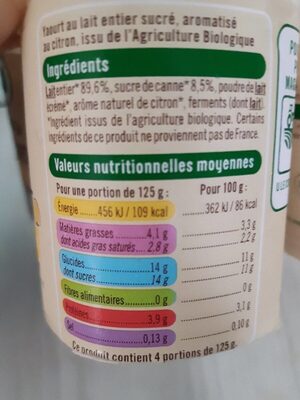 Yaourt au lait entier sucré, aromatisé
au citron, issu de l'Agriculture Biologique
Ingrédients
Lait entier* 89,6%, sucre de canne* 8,5%, poudre de lait
écrémé*, arôme naturel de citron*, ferments (dont lait).
*Ingrédient issus de l'agriculture biologique. Certains
ingrédients de ce produit ne proviennent pas de France.
Valeurs nutritionnelles moyennes
Pour une portion de 125 g : Pour 100 g :
Energie 456 kJ / 109 kcal 362 kJ / 86 kcal
Matières grasses 4,1 g 3,3 g
dont acides gras saturés 2,8 g 2,2 g
Glucides 14 g 11 g
dont sucres 14 g 11 g
Fibres alimentaires 0 g 0 g
Protéines 3,9 g 3,1 g
Sel 0,13 g 0,10 g
Ce produit contient 4 portions de 125 g.